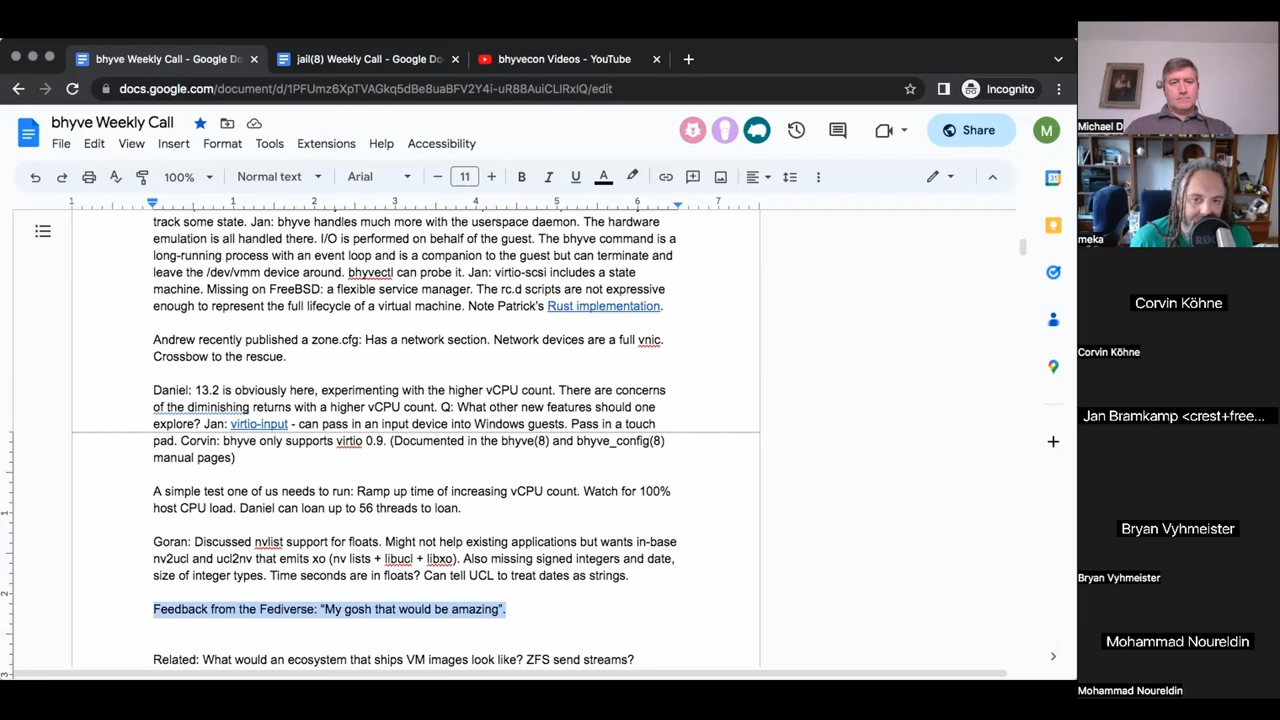 bhyve Weekly Call - Google Do
jail(8) Weekly Call - Google Do
bhyvecon Videos - YouTube
docs.google.com/document/d/1PFUmz6XpTVAGkq5dBe8uaBFV2Y4i-uR88AuiCLIRxIQ/edit
Incognito
bhyve Weekly Call
File Edit View Insert Format Tools Extensions Help Accessibility
Share
M
100% Normal text Arial 11 B I U A
1 1 2 3 4 5 6 7
track some state. Jan: bhyve handles much more with the userspace daemon. The hardware
emulation is all handled there. I/O is performed on behalf of the guest. The bhyve command is a
long-running process with an event loop and is a companion to the guest but can terminate and
leave the /dev/vmm device around. bhyvectl can probe it. Jan: virtio-scsi includes a state
machine. Missing on FreeBSD: a flexible service manager. The rc.d scripts are not expressive
enough to represent the full lifecycle of a virtual machine. Note Patrick's Rust implementation.
Andrew recently published a zone.cfg: Has a network section. Network devices are a full vnic.
Crossbow to the rescue.
Daniel: 13.2 is obviously here, experimenting with the higher vCPU count. There are concerns
of the diminishing returns with a higher vCPU count. Q: What other new features should one
explore? Jan: virtio-input - can pass in an input device into Windows guests. Pass in a touch
pad. Corvin: bhyve only supports virtio 0.9. (Documented in the bhyve(8) and bhyve_config(8)
manual pages)
A simple test one of us needs to run: Ramp up time of increasing vCPU count. Watch for 100%
host CPU load. Daniel can loan up to 56 threads to loan.
Goran: Discussed nvlist support for floats. Might not help existing applications but wants in-base
nv2ucl and ucl2nv that emits xo (nv lists + libucl + libxo). Also missing signed integers and date,
size of integer types. Time seconds are in floats? Can tell UCL to treat dates as strings.
Feedback from the Fediverse: “My gosh that would be amazing”.
Related: What would an ecosystem that ships VM images look like? ZFS send streams?
1
2
3
Michael D
meka
Corvin Köhne
Corvin Köhne
Jan Bramkamp <crest+free...
Bryan Vyhmeister
Bryan Vyhmeister
Mohammad Noureldin
Mohammad Noureldin